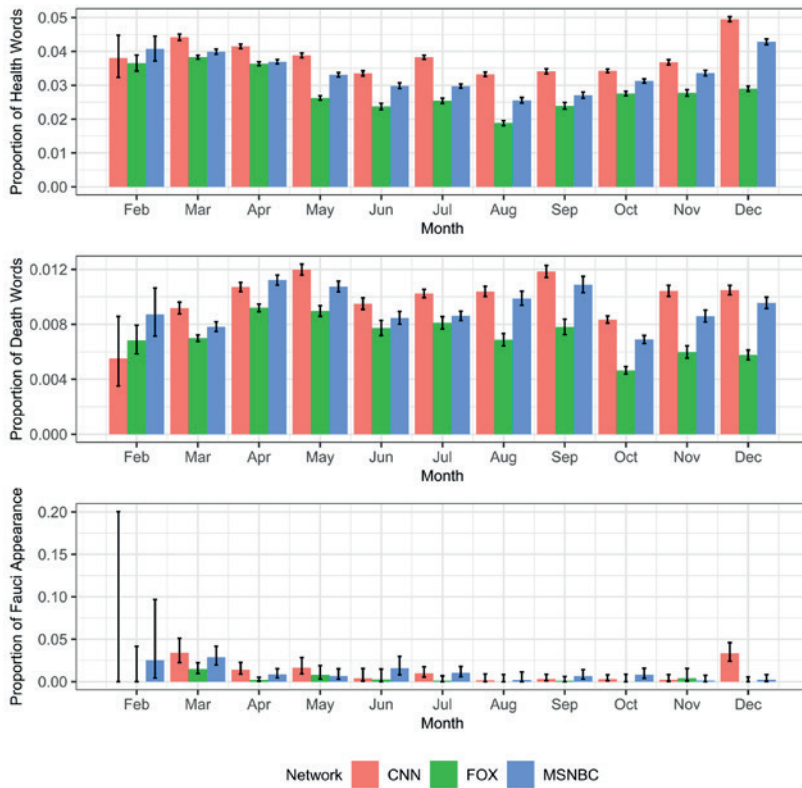 Proportion of Health Words
0.05
0.04
0.03
0.02
0.01
0.00
Feb Mar Apr May Jun Jul Aug Sep Oct Nov Dec
Month
Proportion of Death Words
0.012
0.008
0.004
0.000
Feb Mar Apr May Jun Jul Aug Sep Oct Nov Dec
Month
Proportion of Fauci Appearance
0.20
0.15
0.10
0.05
0.00
Feb Mar Apr May Jun Jul Aug Sep Oct Nov Dec
Month
Network CNN FOX MSNBC